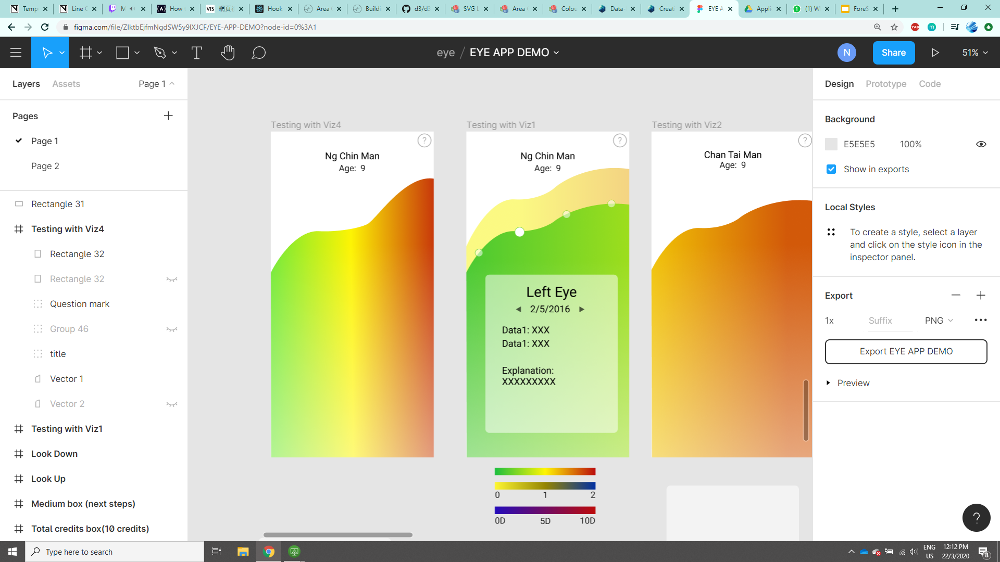 Temp
Line C
M
How t
VIS 網頁
Hook
Area C
Buildi
d3/d3
SVG L
Area C
Colou
Data-
Creati
EYE A
Appli
(1) W
ForeS
figma.com/file/ZIktbEjfmNgdSW5y9IXJCF/EYE-APP-DEMO?node-id=0%3A1
YAB
m
eye / EYE APP DEMO
N
Share
51%
Layers
Assets
Page 1
Pages
Page 1
Page 2
Rectangle 31
Testing with Viz4
Rectangle 32
Rectangle 32
Question mark
Group 46
title
Vector 1
Vector 2
Testing with Viz1
Look Down
Look Up
Medium box (next steps)
Total credits box(10 credits)
Testing with Viz4
?
Ng Chin Man
Age: 9
Testing with Viz1
?
Ng Chin Man
Age: 9
Left Eye
2/5/2016
Data1: XXX
Data1: XXX
Explanation:
XXXXXXXXX
0 1 2
0D 5D 10D
Testing with Viz2
?
Chan Tai Man
Age: 9
Design
Prototype
Code
Background
E5E5E5 100%
Show in exports
Local Styles
To create a style, select a layer
and click on the style icon in the
inspector panel.
Export
1x Suffix PNG
Export EYE APP DEMO
Preview
?
Type here to search
ENG
US
12:12 PM
22/3/2020
8